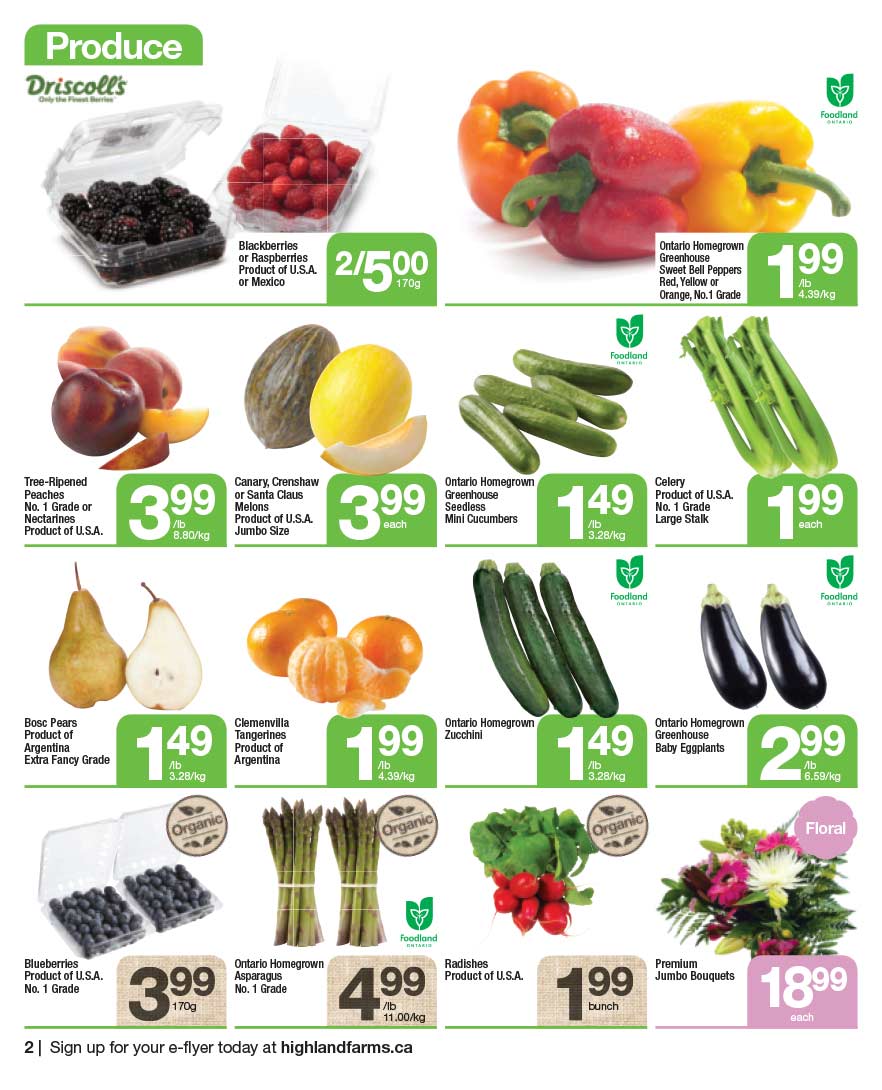 Produce
Driscoll's
Only the Finest Berries™
Blackberries
or Raspberries
Product of U.S.A.
or Mexico
2/5.00
170g
Foodland
ONTARIO
Ontario Homegrown
Greenhouse
Sweet Bell Peppers
Red, Yellow or
Orange, No.1 Grade
1.99
/lb
4.39/kg
Tree-Ripened
Peaches
No. 1 Grade or
Nectarines
Product of U.S.A.
3.99
/lb
8.80/kg
Canary, Crenshaw
or Santa Claus
Melons
Product of U.S.A.
Jumbo Size
3.99
each
Foodland
ONTARIO
Ontario Homegrown
Greenhouse
Seedless
Mini Cucumbers
1.49
/lb
3.28/kg
Celery
Product of U.S.A.
No. 1 Grade
Large Stalk
1.99
each
Bosc Pears
Product of
Argentina
Extra Fancy Grade
1.49
/lb
3.28/kg
Clemenvilla
Tangerines
Product of
Argentina
1.99
/lb
4.39/kg
Foodland
ONTARIO
Ontario Homegrown
Zucchini
1.49
/lb
3.28/kg
Foodland
ONTARIO
Ontario Homegrown
Greenhouse
Baby Eggplants
2.99
/lb
6.59/kg
Organic
Blueberries
Product of U.S.A.
No. 1 Grade
3.99
170g
Organic
Foodland
ONTARIO
Ontario Homegrown
Asparagus
No. 1 Grade
4.99
/lb
11.00/kg
Organic
Radishes
Product of U.S.A.
1.99
bunch
Floral
Premium
Jumbo Bouquets
18.99
each
2 | Sign up for your e-flyer today at highlandfarms.ca